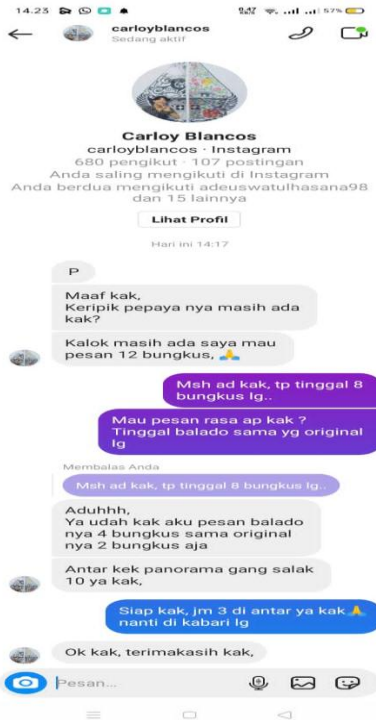 14.23
57%
carloyblancos
Sedang aktif
Carloy Blancos
carloyblancos · Instagram
680 pengikut · 107 postingan
Anda saling mengikuti di Instagram
Anda berdua mengikuti adeuswatulhasana98
dan 15 lainnya
Lihat Profil
Hari ini 14:17
P
Maaf kak,
Keripik pepaya nya masih ada
kak?
Kalok masih ada saya mau
pesan 12 bungkus, 🙏
Msh ad kak, tp tinggal 8
bungkus lg..
Mau pesan rasa ap kak ?
Tinggal balado sama yg original
lg
Membalas Anda
Msh ad kak, tp tinggal 8 bungkus lg..
Aduhhh,
Ya udah kak aku pesan balado
nya 4 bungkus sama original
nya 2 bungkus aja
Antar kek panorama gang salak
10 ya kak,
Siap kak, jm 3 di antar ya kak🙏
nanti di kabari lg
Ok kak, terimakasih kak,
Pesan...